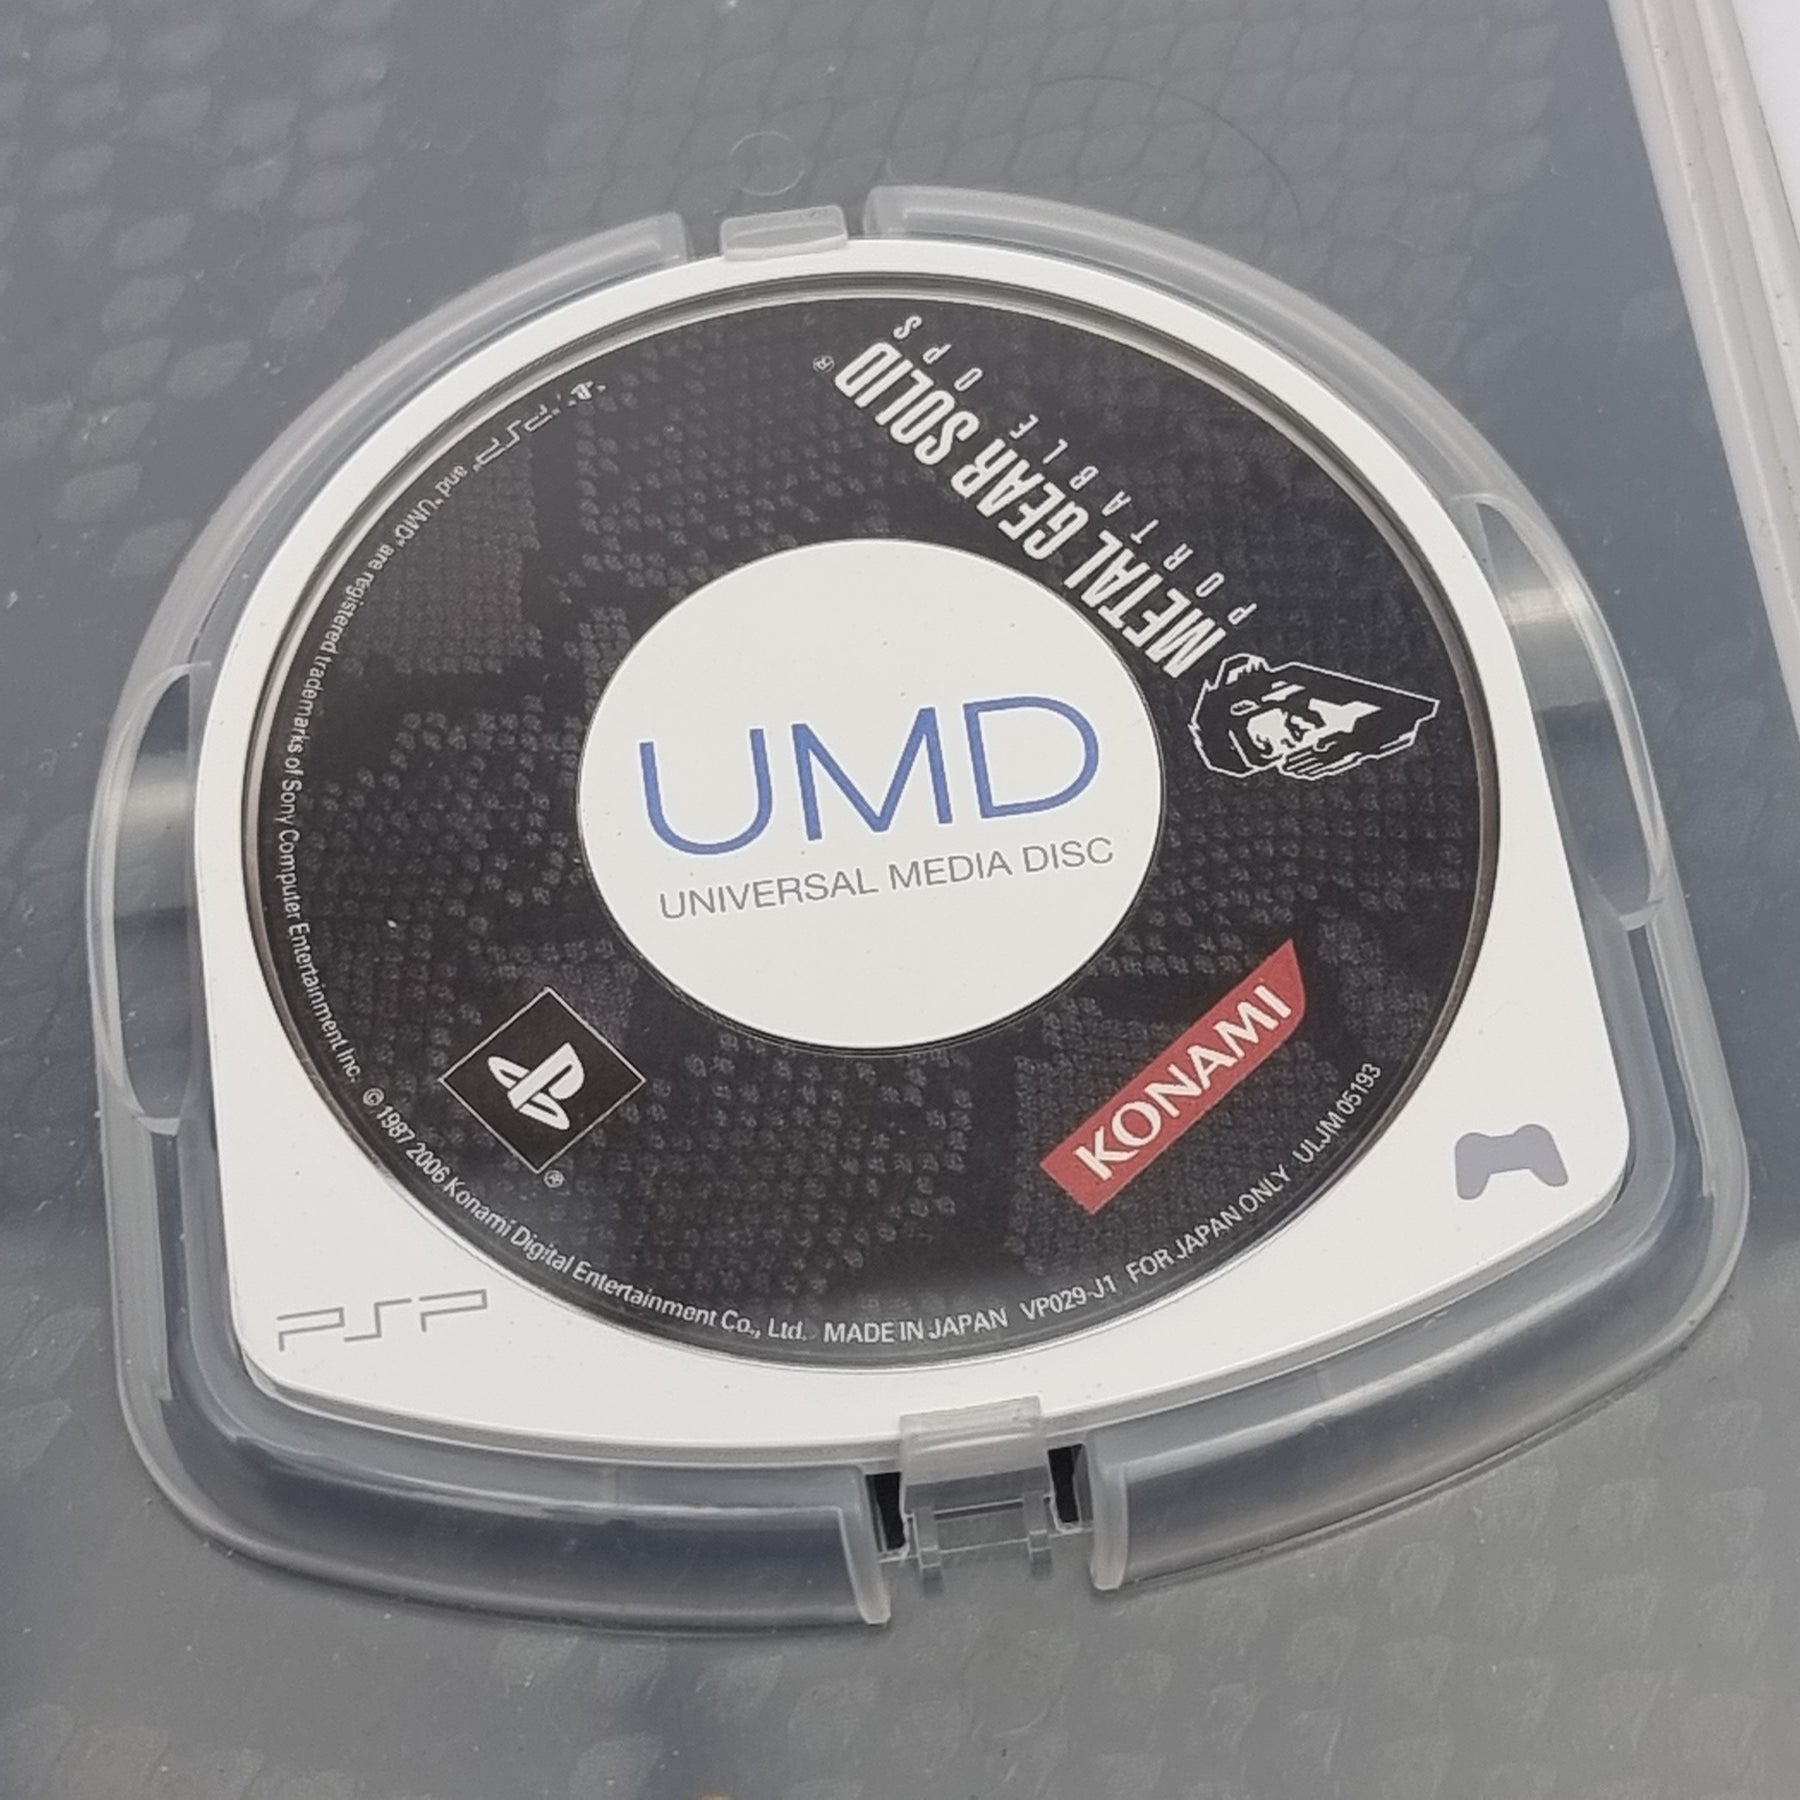 METAL GEAR SOLID®
PORTABLE OPS
UMD
UNIVERSAL MEDIA DISC
KONAMI
"PSP" and "UMD" are registered trademarks of Sony Computer Entertainment Inc. © 1987 2006 Konami Digital Entertainment Co., Ltd. MADE IN JAPAN VP029-J1 FOR JAPAN ONLY ULJM 05193
®
PSP